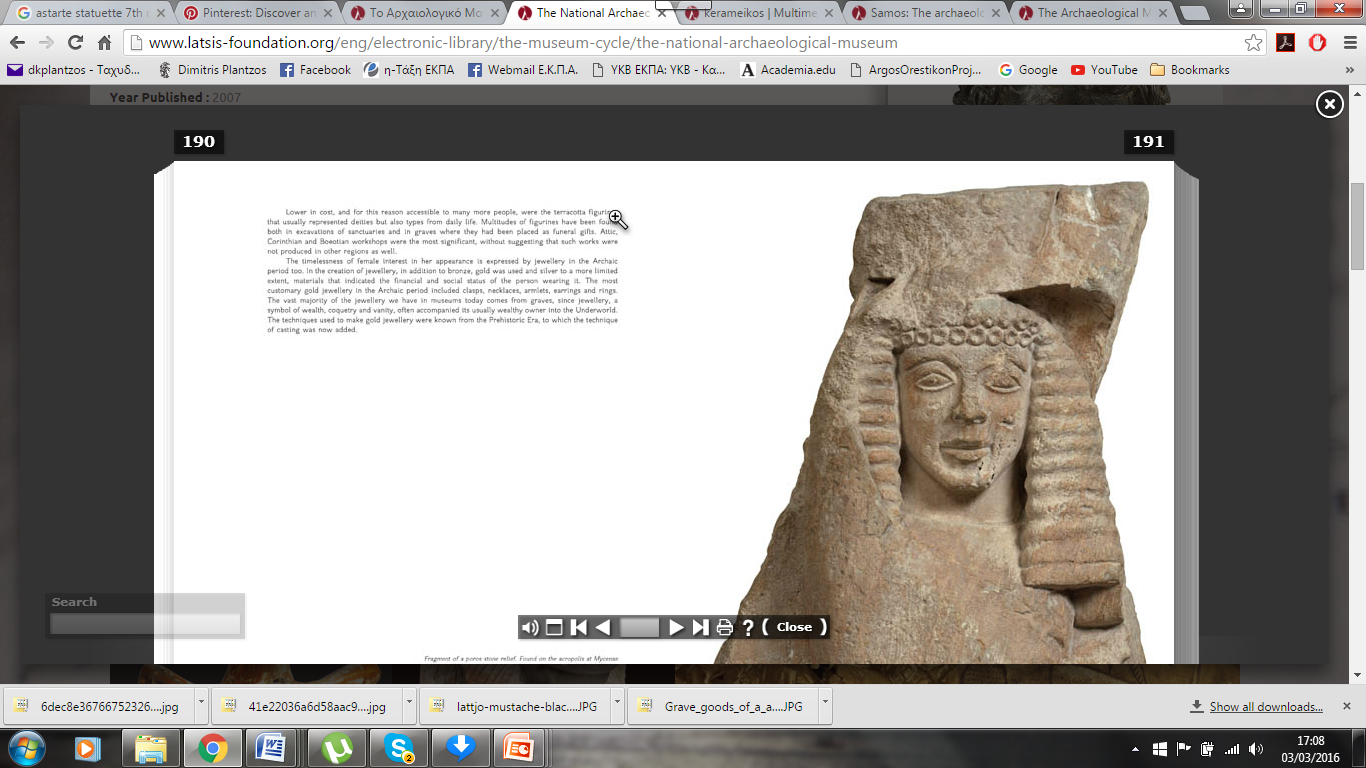 astarte statuette 7th
Pinterest: Discover an
Το Αρχαιολογικό Μο
The National Archaec
kerameikos | Multime
Samos: The archaeolo
The Archaeological M
www.latsis-foundation.org/eng/electronic-library/the-museum-cycle/the-national-archaeological-museum
dkplantzos - Ταχυδ...
Dimitris Plantzos
Facebook
η-Τάξη ΕΚΠΑ
Webmail Ε.Κ.Π.Α.
ΥΚΒ ΕΚΠΑ: ΥΚΒ - Κα...
Academia.edu
ArgosOrestikonProj...
Google
YouTube
Bookmarks
»
Year Published : 2007
190
191
Lower in cost, and for this reason accessible to many more people, were the terracotta figurin
that usually represented deities but also types from daily life. Multitudes of figurines have been foun
both in excavations of sanctuaries and in graves where they had been placed as funeral gifts. Attic,
Corinthian and Boeotian workshops were the most significant, without suggesting that such works were
not produced in other regions as well.
The timelessness of female interest in her appearance is expressed by jewellery in the Archaic
period too. In the creation of jewellery, in addition to bronze, gold was used and silver to a more limited
extent, materials that indicated the financial and social status of the person wearing it. The most
customary gold jewellery in the Archaic period included clasps, necklaces, armlets, earrings and rings.
The vast majority of the jewellery we have in museums today comes from graves, since jewellery, a
symbol of wealth, coquetry and vanity, often accompanied its usually wealthy owner into the Underworld.
The techniques used to make gold jewellery were known from the Prehistoric Era, to which the technique
of casting was now added.
Search
? ( Close )
Fragment of a poros stone relief. Found on the acropolis at Mycenae
6dec8e36766752326....jpg
41e22036a6d58aac9....jpg
lattjo-mustache-blac....JPG
Grave_goods_of_a_a....JPG
Show all downloads...
2
17:08
03/03/2016